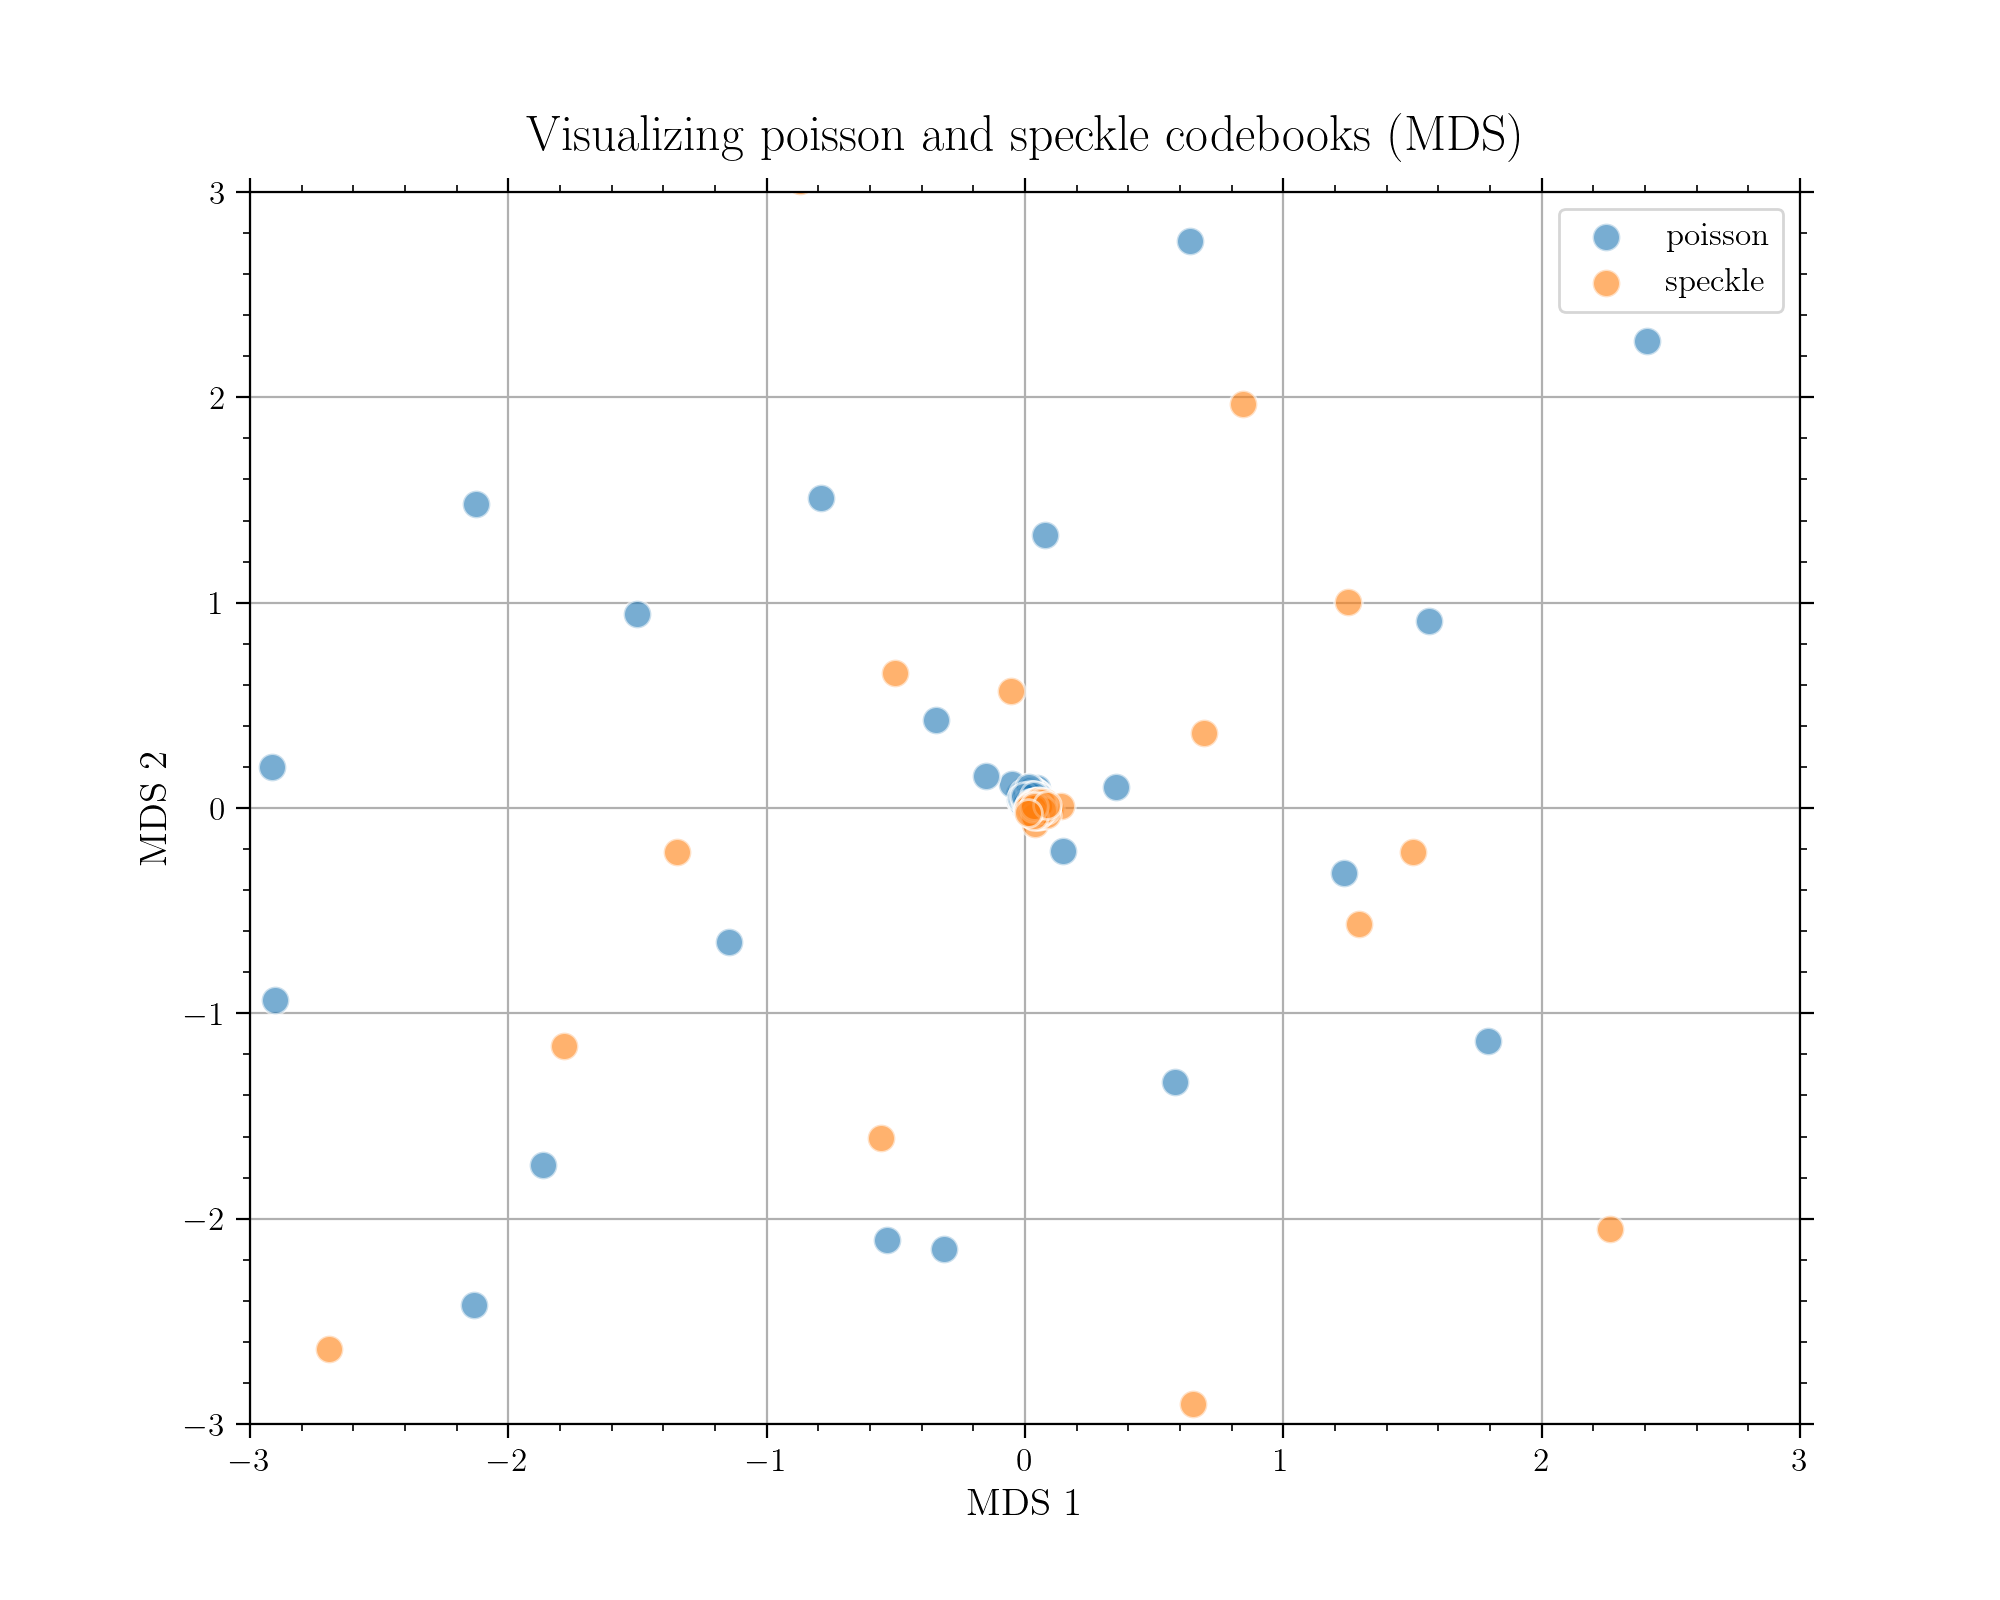 Visualizing poisson and speckle codebooks (MDS)
poisson
speckle
3
2
1
0
−1
−2
−3
MDS 2
−3
−2
−1
0
1
2
3
MDS 1